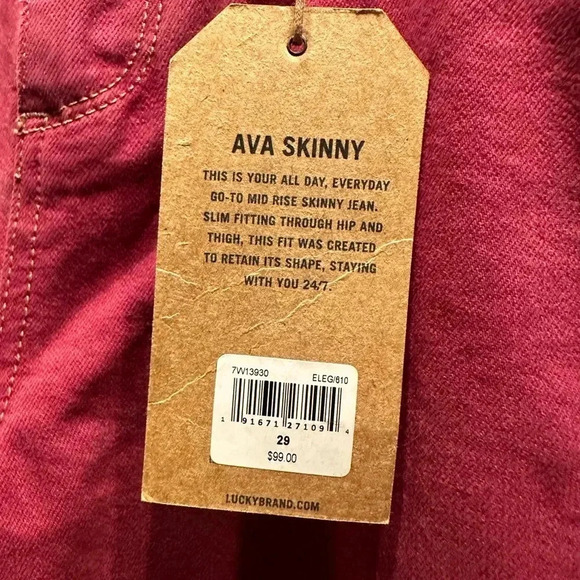 AVA SKINNY
THIS IS YOUR ALL DAY, EVERYDAY
GO-TO MID RISE SKINNY JEAN.
SLIM FITTING THROUGH HIP AND
THIGH, THIS FIT WAS CREATED
TO RETAIN ITS SHAPE, STAYING
WITH YOU 24/7.
7W13930 ELEG/610
1 91671 27109 4
29
$99.00
LUCKYBRAND.COM